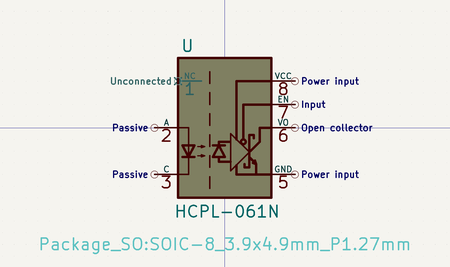 U
Unconnected NC 1 VCC 8 Power input
EN 7 Input
Passive A 2 VO 6 Open collector
Passive C 3 GND 5 Power input
HCPL-061N
Package_SO:SOIC-8_3.9x4.9mm_P1.27mm